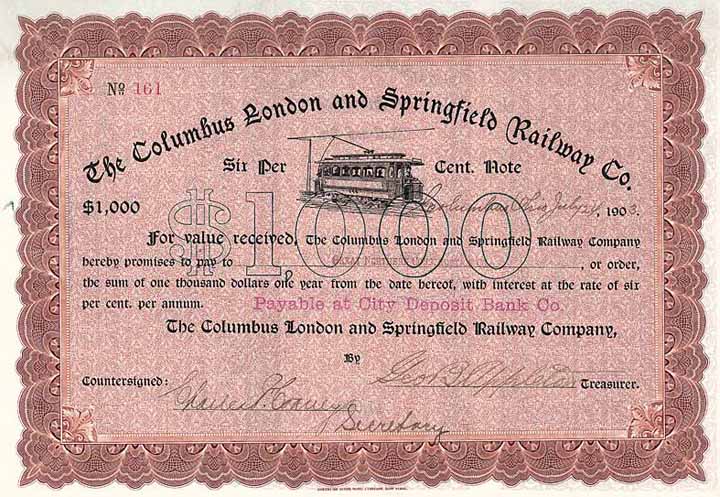 No 161
The Columbus London and Springfield Railway Co.
Six Per Cent. Note
$1,000
$1,000
Columbus Ohio July 24, 1903.
For value received, The Columbus London and Springfield Railway Company
hereby promises to pay to , or order,
the sum of one thousand dollars one year from the date hereof, with interest at the rate of six
per cent. per annum. Payable at City Deposit Bank Co.
The Columbus London and Springfield Railway Company,
By
Countersigned: Geo. H. Treasurer.
Secretary